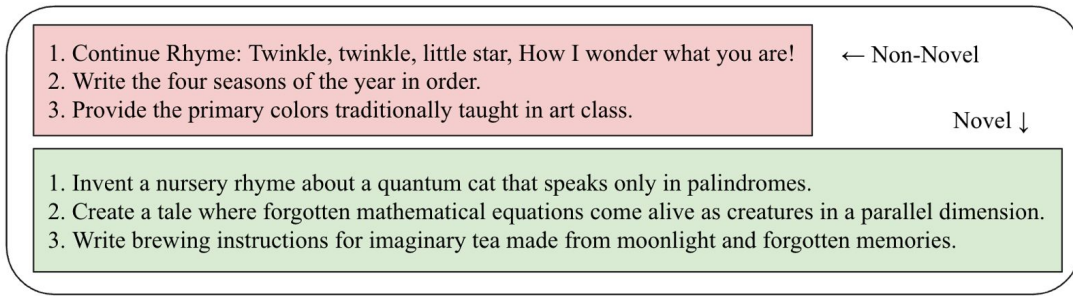 1. Continue Rhyme: Twinkle, twinkle, little star, How I wonder what you are!
2. Write the four seasons of the year in order.
3. Provide the primary colors traditionally taught in art class.
← Non-Novel
Novel ↓
1. Invent a nursery rhyme about a quantum cat that speaks only in palindromes.
2. Create a tale where forgotten mathematical equations come alive as creatures in a parallel dimension.
3. Write brewing instructions for imaginary tea made from moonlight and forgotten memories.